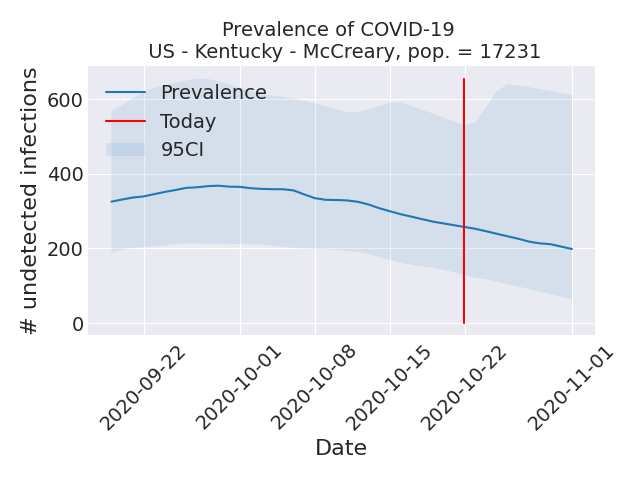 Prevalence of COVID-19
US - Kentucky - McCreary, pop. = 17231
# undetected infections
600
400
200
0
Prevalence
Today
95CI
2020-09-22
2020-10-01
2020-10-08
2020-10-15
2020-10-22
2020-11-01
Date